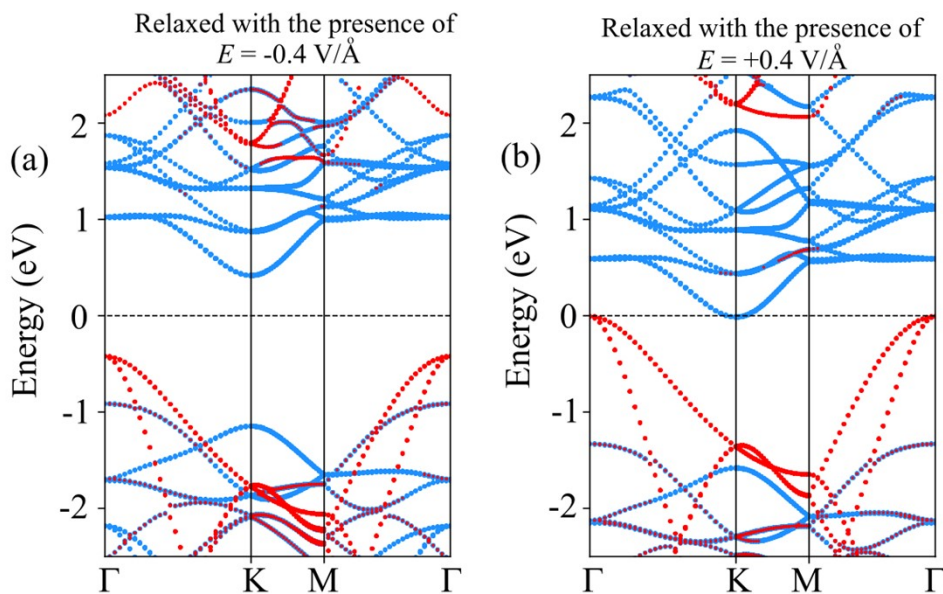 Relaxed with the presence of
E = -0.4 V/Å
(a)
Energy (eV)
2
1
0
-1
-2
Γ K M Γ
Relaxed with the presence of
E = +0.4 V/Å
(b)
Energy (eV)
2
1
0
-1
-2
Γ K M Γ